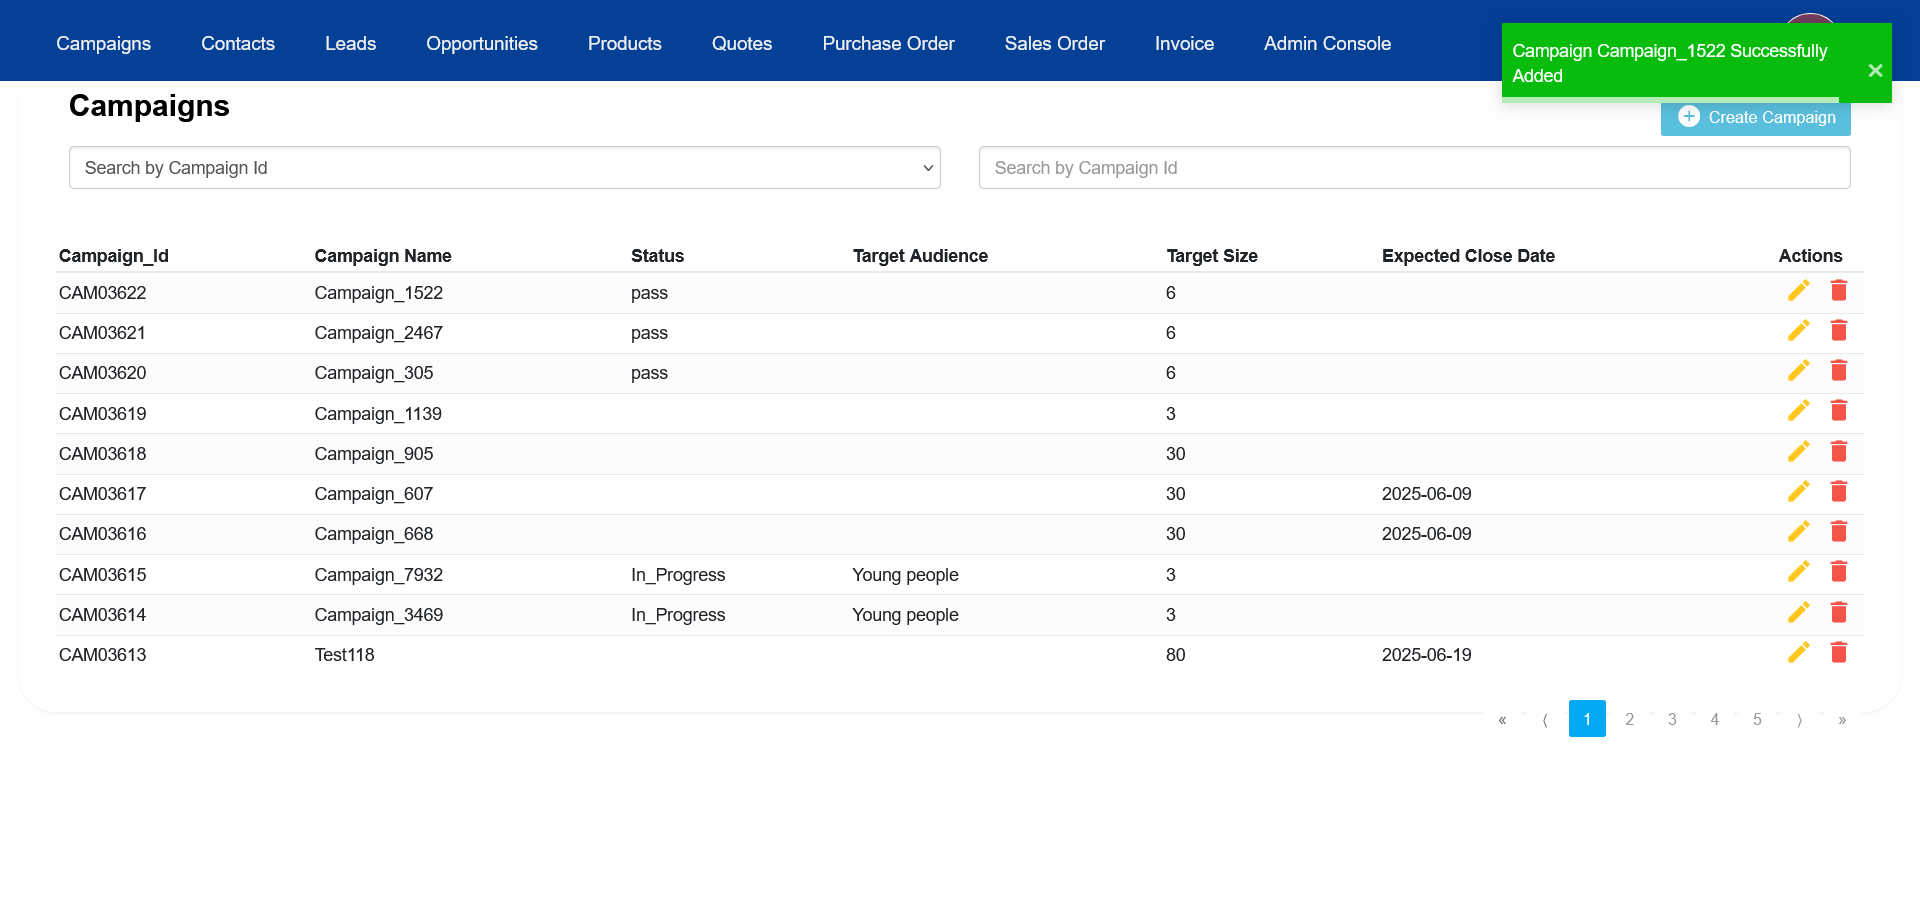 Campaigns Contacts Leads Opportunities Products Quotes Purchase Order Sales Order Invoice Admin Console
Campaign Campaign_1522 Successfully
Added
Campaigns
Create Campaign
Search by Campaign Id
Search by Campaign Id
Campaign_Id Campaign Name Status Target Audience Target Size Expected Close Date Actions
CAM03622 Campaign_1522 pass 6
CAM03621 Campaign_2467 pass 6
CAM03620 Campaign_305 pass 6
CAM03619 Campaign_1139 3
CAM03618 Campaign_905 30
CAM03617 Campaign_607 30 2025-06-09
CAM03616 Campaign_668 30 2025-06-09
CAM03615 Campaign_7932 In_Progress Young people 3
CAM03614 Campaign_3469 In_Progress Young people 3
CAM03613 Test118 80 2025-06-19
« ⟨ 1 2 3 4 5 ⟩ »